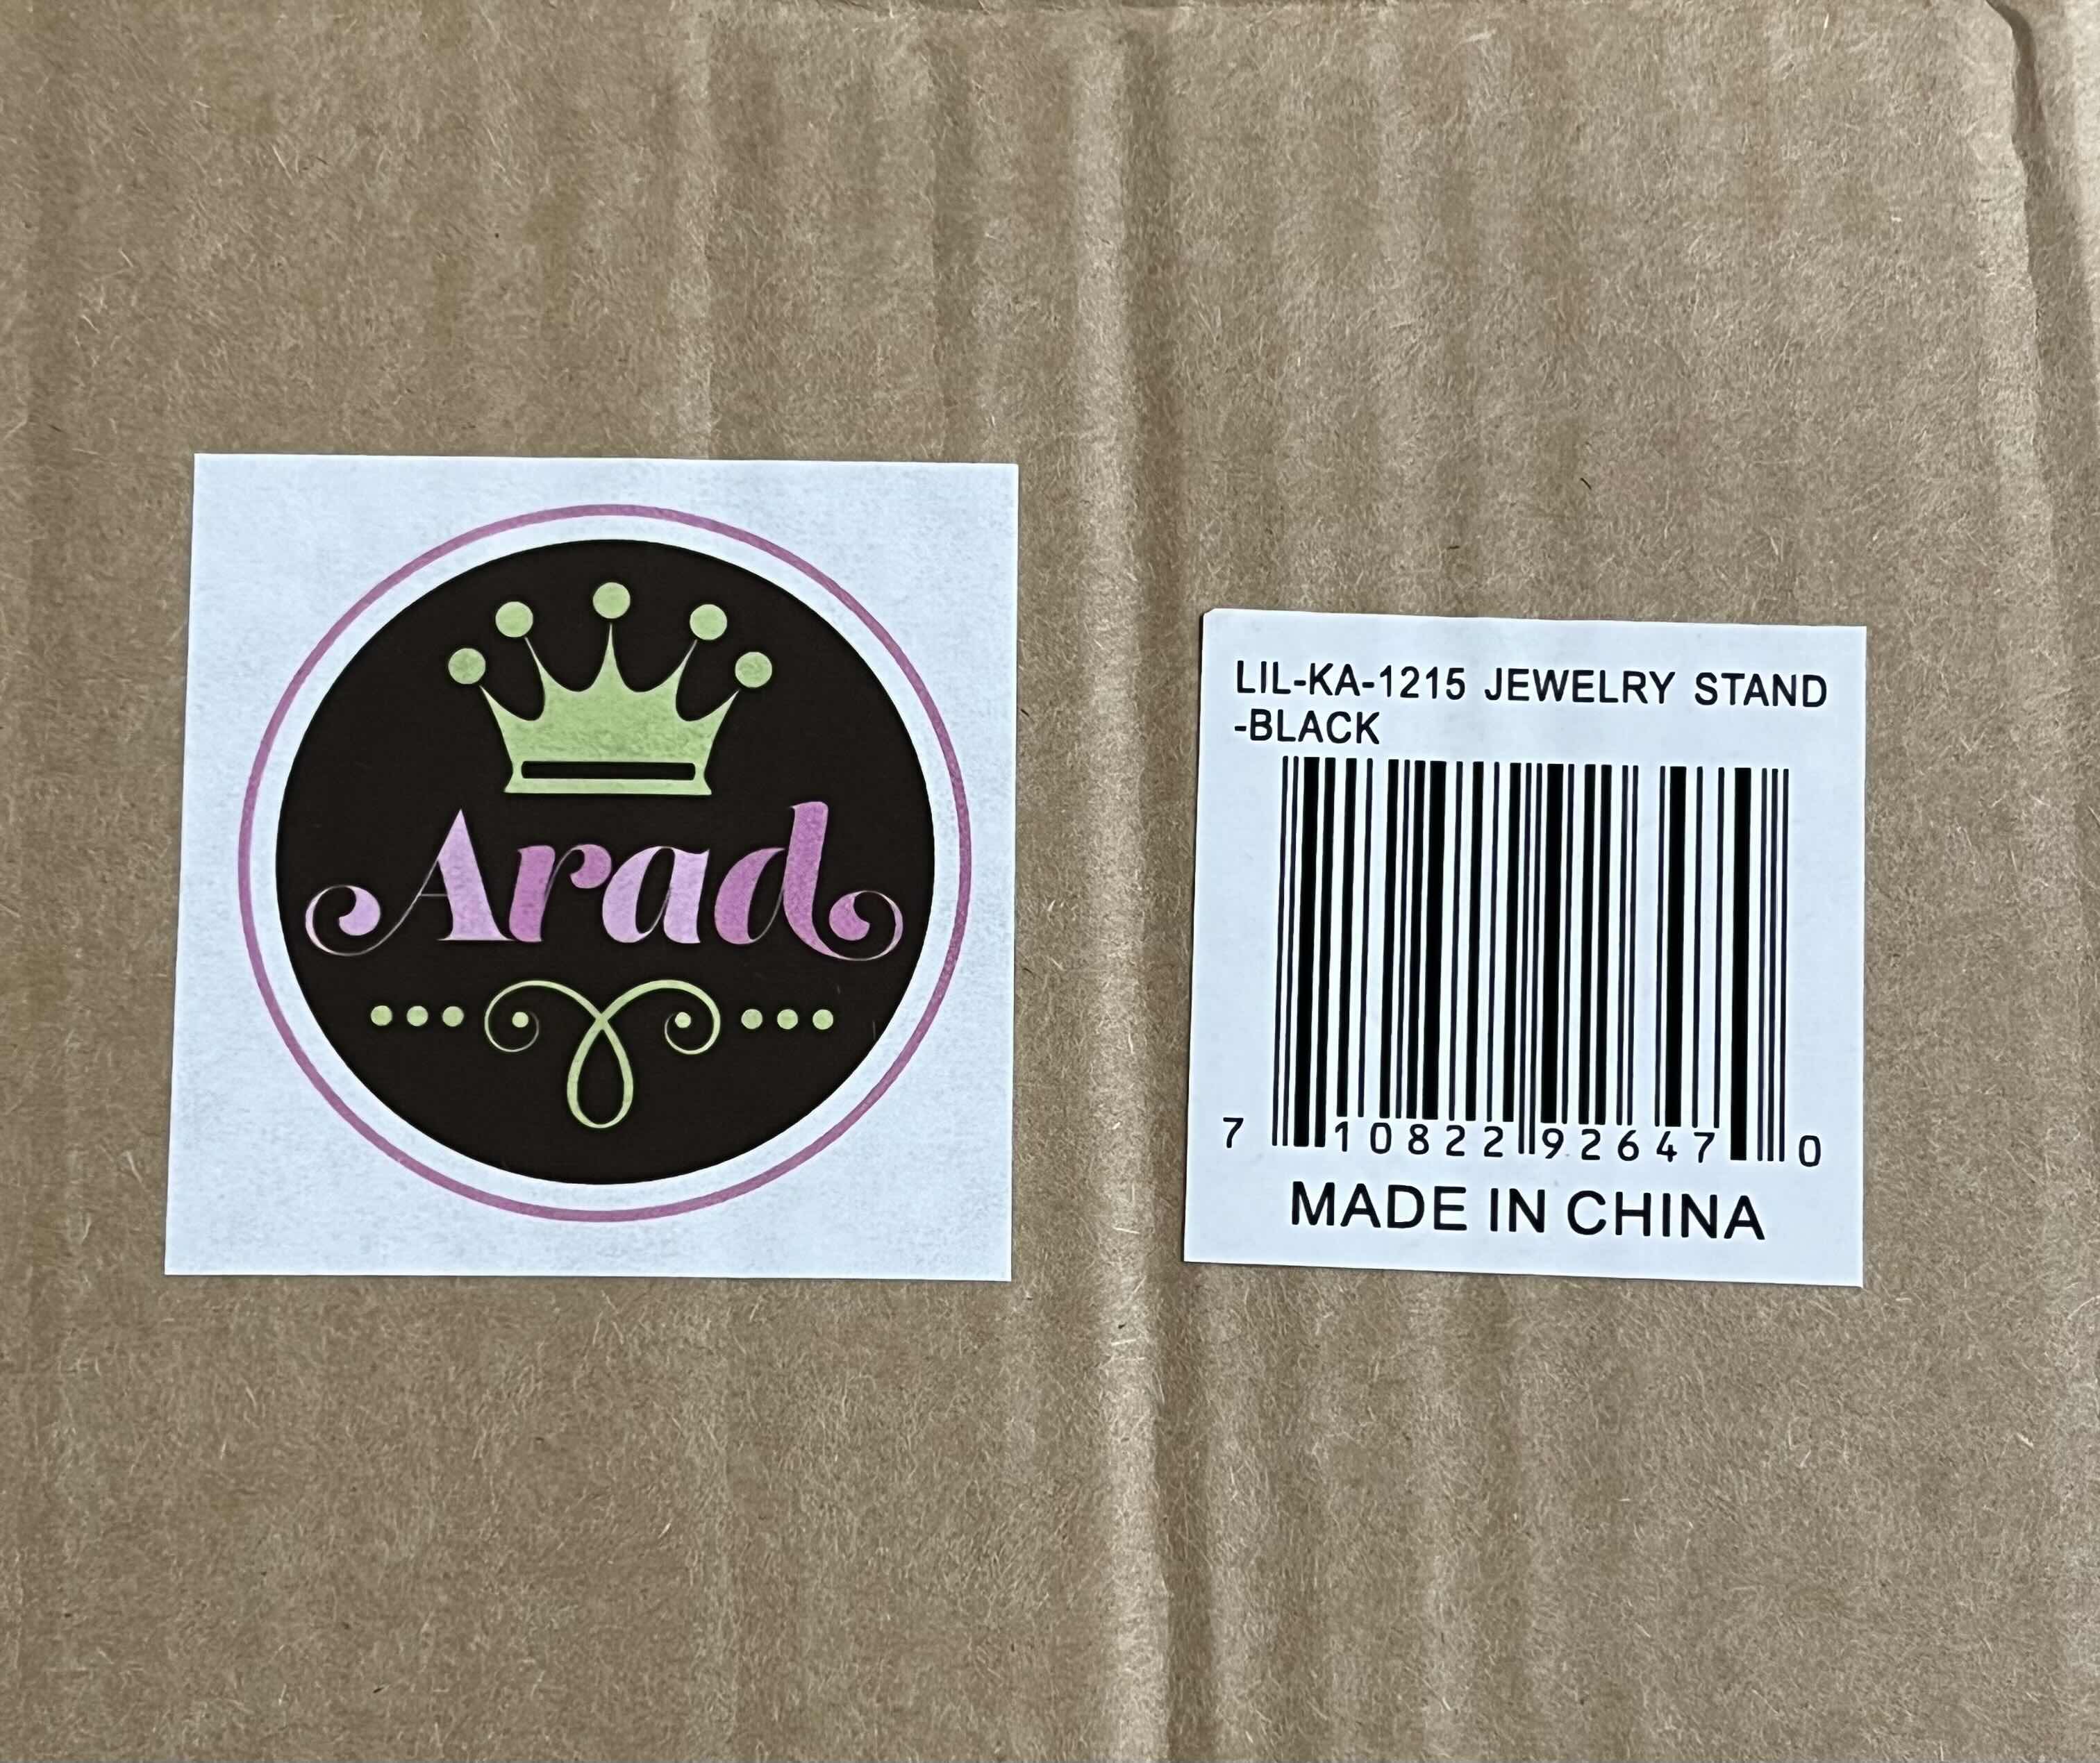 Arad
LIL-KA-1215 JEWELRY STAND
-BLACK
7 10822 92647 0
MADE IN CHINA